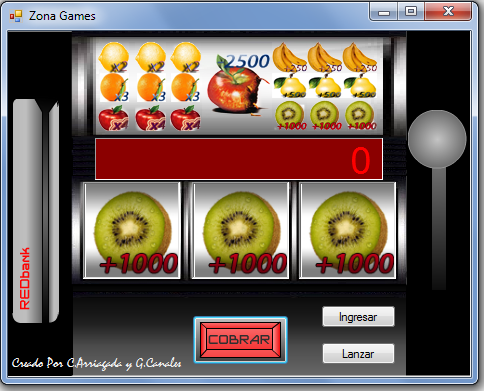 Zona Games
X2 X2 X2
2500
+250 +250 +250
X3 X3 X3
+500 +500 +500
X4 X4 X4
+1000 +1000 +1000
0
+1000 +1000 +1000
REDbank
COBRAR
Ingresar
Lanzar
Creado Por C.Arriagada y G.Canales